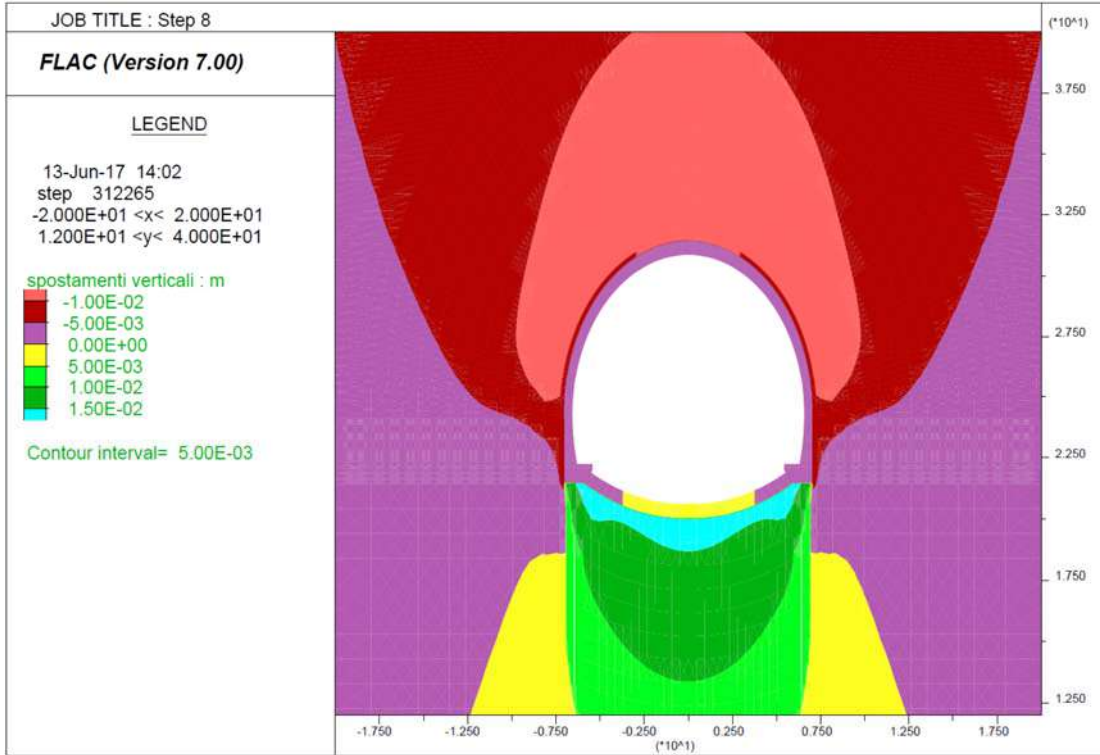 JOB TITLE : Step 8
(*10^1)
FLAC (Version 7.00)
LEGEND
13-Jun-17 14:02
step 312265
-2.000E+01 <x< 2.000E+01
1.200E+01 <y< 4.000E+01
spostamenti verticali : m
-1.00E-02
-5.00E-03
0.00E+00
5.00E-03
1.00E-02
1.50E-02
Contour interval= 5.00E-03
3.750
3.250
2.750
2.250
1.750
1.250
-1.750 -1.250 -0.750 -0.250 0.250 0.750 1.250 1.750
(*10^1)